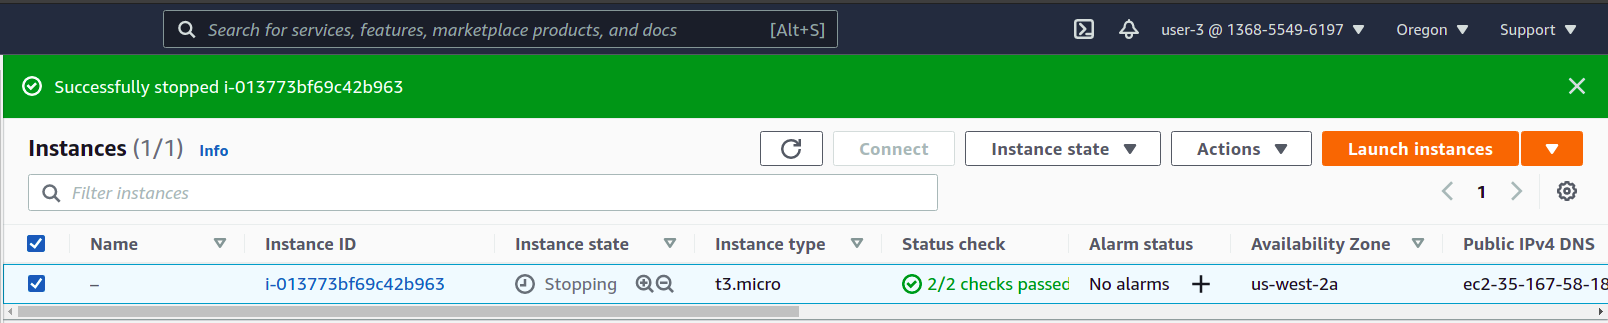 Search for services, features, marketplace products, and docs [Alt+S] user-3 @ 1368-5549-6197 Oregon Support
Successfully stopped i-013773bf69c42b963
Instances (1/1) Info Connect Instance state Actions Launch instances
Filter instances 1
Name Instance ID Instance state Instance type Status check Alarm status Availability Zone Public IPv4 DNS
– i-013773bf69c42b963 Stopping t3.micro 2/2 checks passed No alarms us-west-2a ec2-35-167-58-18